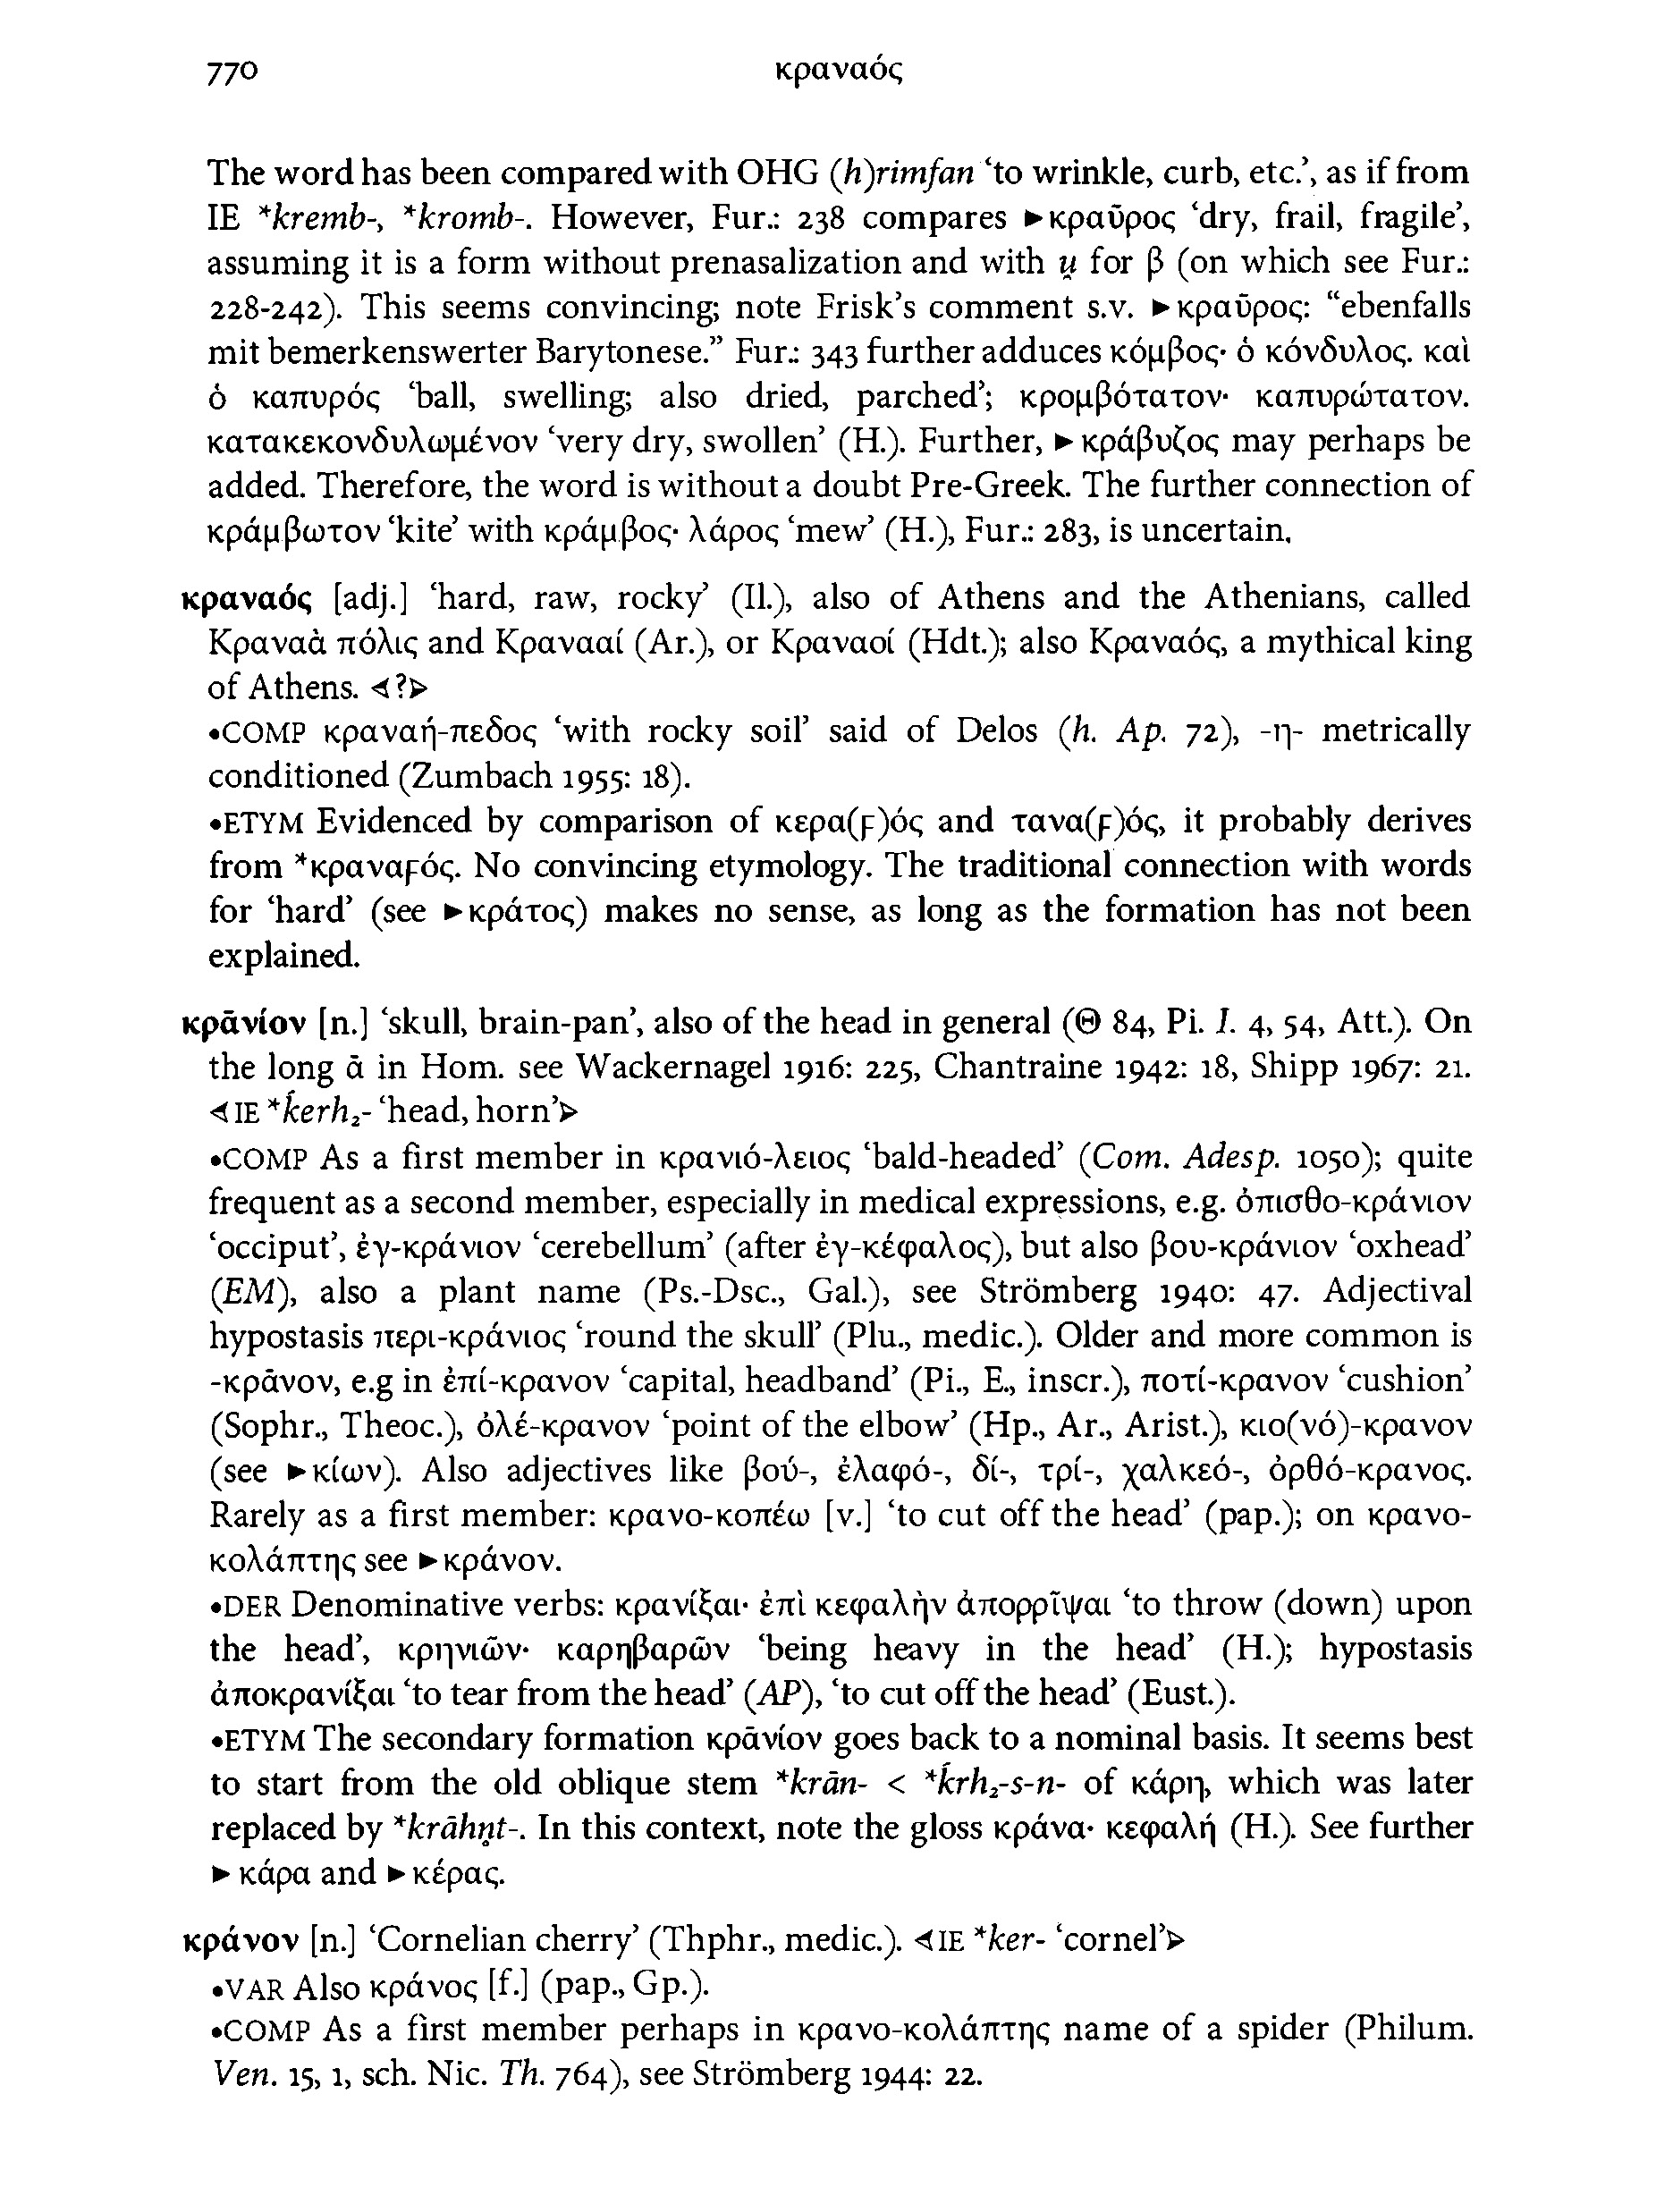 770 κραναός
The word has been compared with OHG (h)rimfan ‘to wrinkle, curb, etc.’, as if from
IE *kremb-, *kromb-. However, Fur.: 238 compares ►κραῦρος ‘dry, frail, fragile’,
assuming it is a form without prenasalization and with u̯ for β (on which see Fur.:
228-242). This seems convincing; note Frisk’s comment s.v. ►κραῦρος: “ebenfalls
mit bemerkenswerter Barytonese.” Fur.: 343 further adduces κόμβος· ὁ κόνδυλος. καὶ
ὁ καπυρός ‘ball, swelling; also dried, parched’; κρομβότατον· καπυρώτατον.
κατακεκονδυλωμένον ‘very dry, swollen’ (H.). Further, ►κράβυζος may perhaps be
added. Therefore, the word is without a doubt Pre-Greek. The further connection of
κράμβωτον ‘kite’ with κράμβος· λάρος ‘mew’ (H.), Fur.: 283, is uncertain.
κραναός [adj.] ‘hard, raw, rocky’ (Il.), also of Athens and the Athenians, called
Κραναὰ πόλις and Κρανααί (Ar.), or Κραναοί (Hdt.); also Κραναός, a mythical king
of Athens. ◁?▷
•COMP κραναή-πεδος ‘with rocky soil’ said of Delos (h. Ap. 72), -η- metrically
conditioned (Zumbach 1955: 18).
•ETYM Evidenced by comparison of κερα(ϝ)ός and ταϝα(ϝ)ός, it probably derives
from *κραναϝός. No convincing etymology. The traditional connection with words
for ‘hard’ (see ►κράτος) makes no sense, as long as the formation has not been
explained.
κρᾱνίον [n.] ‘skull, brain-pan’, also of the head in general (Θ 84, Pi. I. 4, 54, Att.). On
the long ᾱ in Hom. see Wackernagel 1916: 225, Chantraine 1942: 18, Shipp 1967: 21.
◁IE *ḱerh₂- ‘head, horn’▷
•COMP As a first member in κρανιό-λειος ‘bald-headed’ (Com. Adesp. 1050); quite
frequent as a second member, especially in medical expressions, e.g. ὀπισθο-κράνιον
‘occiput’, ἐγ-κράνιον ‘cerebellum’ (after ἐγ-κέφαλος), but also βου-κράνιον ‘oxhead’
(EM), also a plant name (Ps.-Dsc., Gal.), see Strömberg 1940: 47. Adjectival
hypostasis περι-κράνιος ‘round the skull’ (Plu., medic.). Older and more common is
-κρᾱνον, e.g in ἐπί-κρανον ‘capital, headband’ (Pi., E., inscr.), ποτί-κρανον ‘cushion’
(Sophr., Theoc.), ὀλέ-κρανον ‘point of the elbow’ (Hp., Ar., Arist.), κιο(νό)-κρανον
(see ►κίων). Also adjectives like βού-, ἐλαφό-, δί-, τρί-, χαλκεό-, ὀρθό-κρανος.
Rarely as a first member: κρανο-κοπέω [v.] ‘to cut off the head’ (pap.); on κρανο-
κολάπτης see ►κράνον.
•DER Denominative verbs: κρανίξαι· ἐπὶ κεφαλὴν ἀπορρῖψαι ‘to throw (down) upon
the head’, κρηνιῶν· καρηβαρῶν ‘being heavy in the head’ (H.); hypostasis
ἀποκρανίξαι ‘to tear from the head’ (AP), ‘to cut off the head’ (Eust.).
•ETYM The secondary formation κρᾱνίον goes back to a nominal basis. It seems best
to start from the old oblique stem *krān- < *ḱrh₂-s-n- of κάρη, which was later
replaced by *krāhn̥t-. In this context, note the gloss κράνα· κεφαλή (H.). See further
►κάρα and ►κέρας.
κράνον [n.] ‘Cornelian cherry’ (Thphr., medic.). ◁IE *ker- ‘cornel’▷
•VAR Also κράνος [f.] (pap., Gp.).
•COMP As a first member perhaps in κρανο-κολάπτης name of a spider (Philum.
Ven. 15, 1, sch. Nic. Th. 764), see Strömberg 1944: 22.